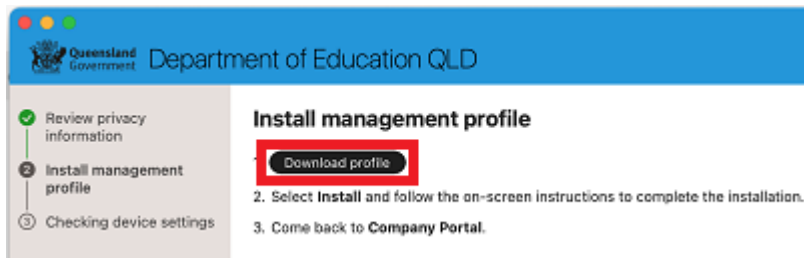 Queensland
Government
Department of Education QLD
Review privacy
information
2 Install management
profile
3 Checking device settings
Install management profile
Download profile
2. Select Install and follow the on-screen instructions to complete the installation.
3. Come back to Company Portal.